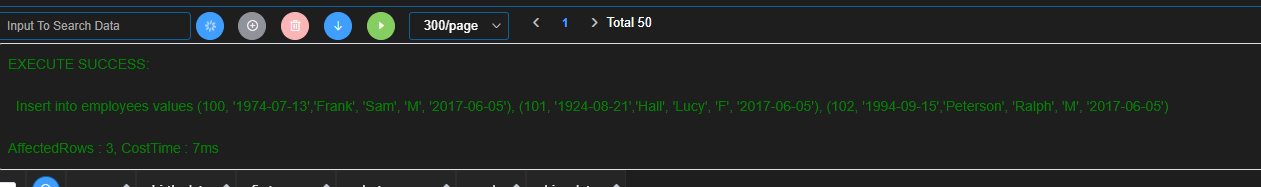 Input To Search Data
300/page
1
Total 50
EXECUTE SUCCESS:
Insert into employees values (100, '1974-07-13','Frank', 'Sam', 'M', '2017-06-05'), (101, '1924-08-21','Hall', 'Lucy', 'F', '2017-06-05'), (102, '1994-09-15','Peterson', 'Ralph', 'M', '2017-06-05')
AffectedRows : 3, CostTime : 7ms